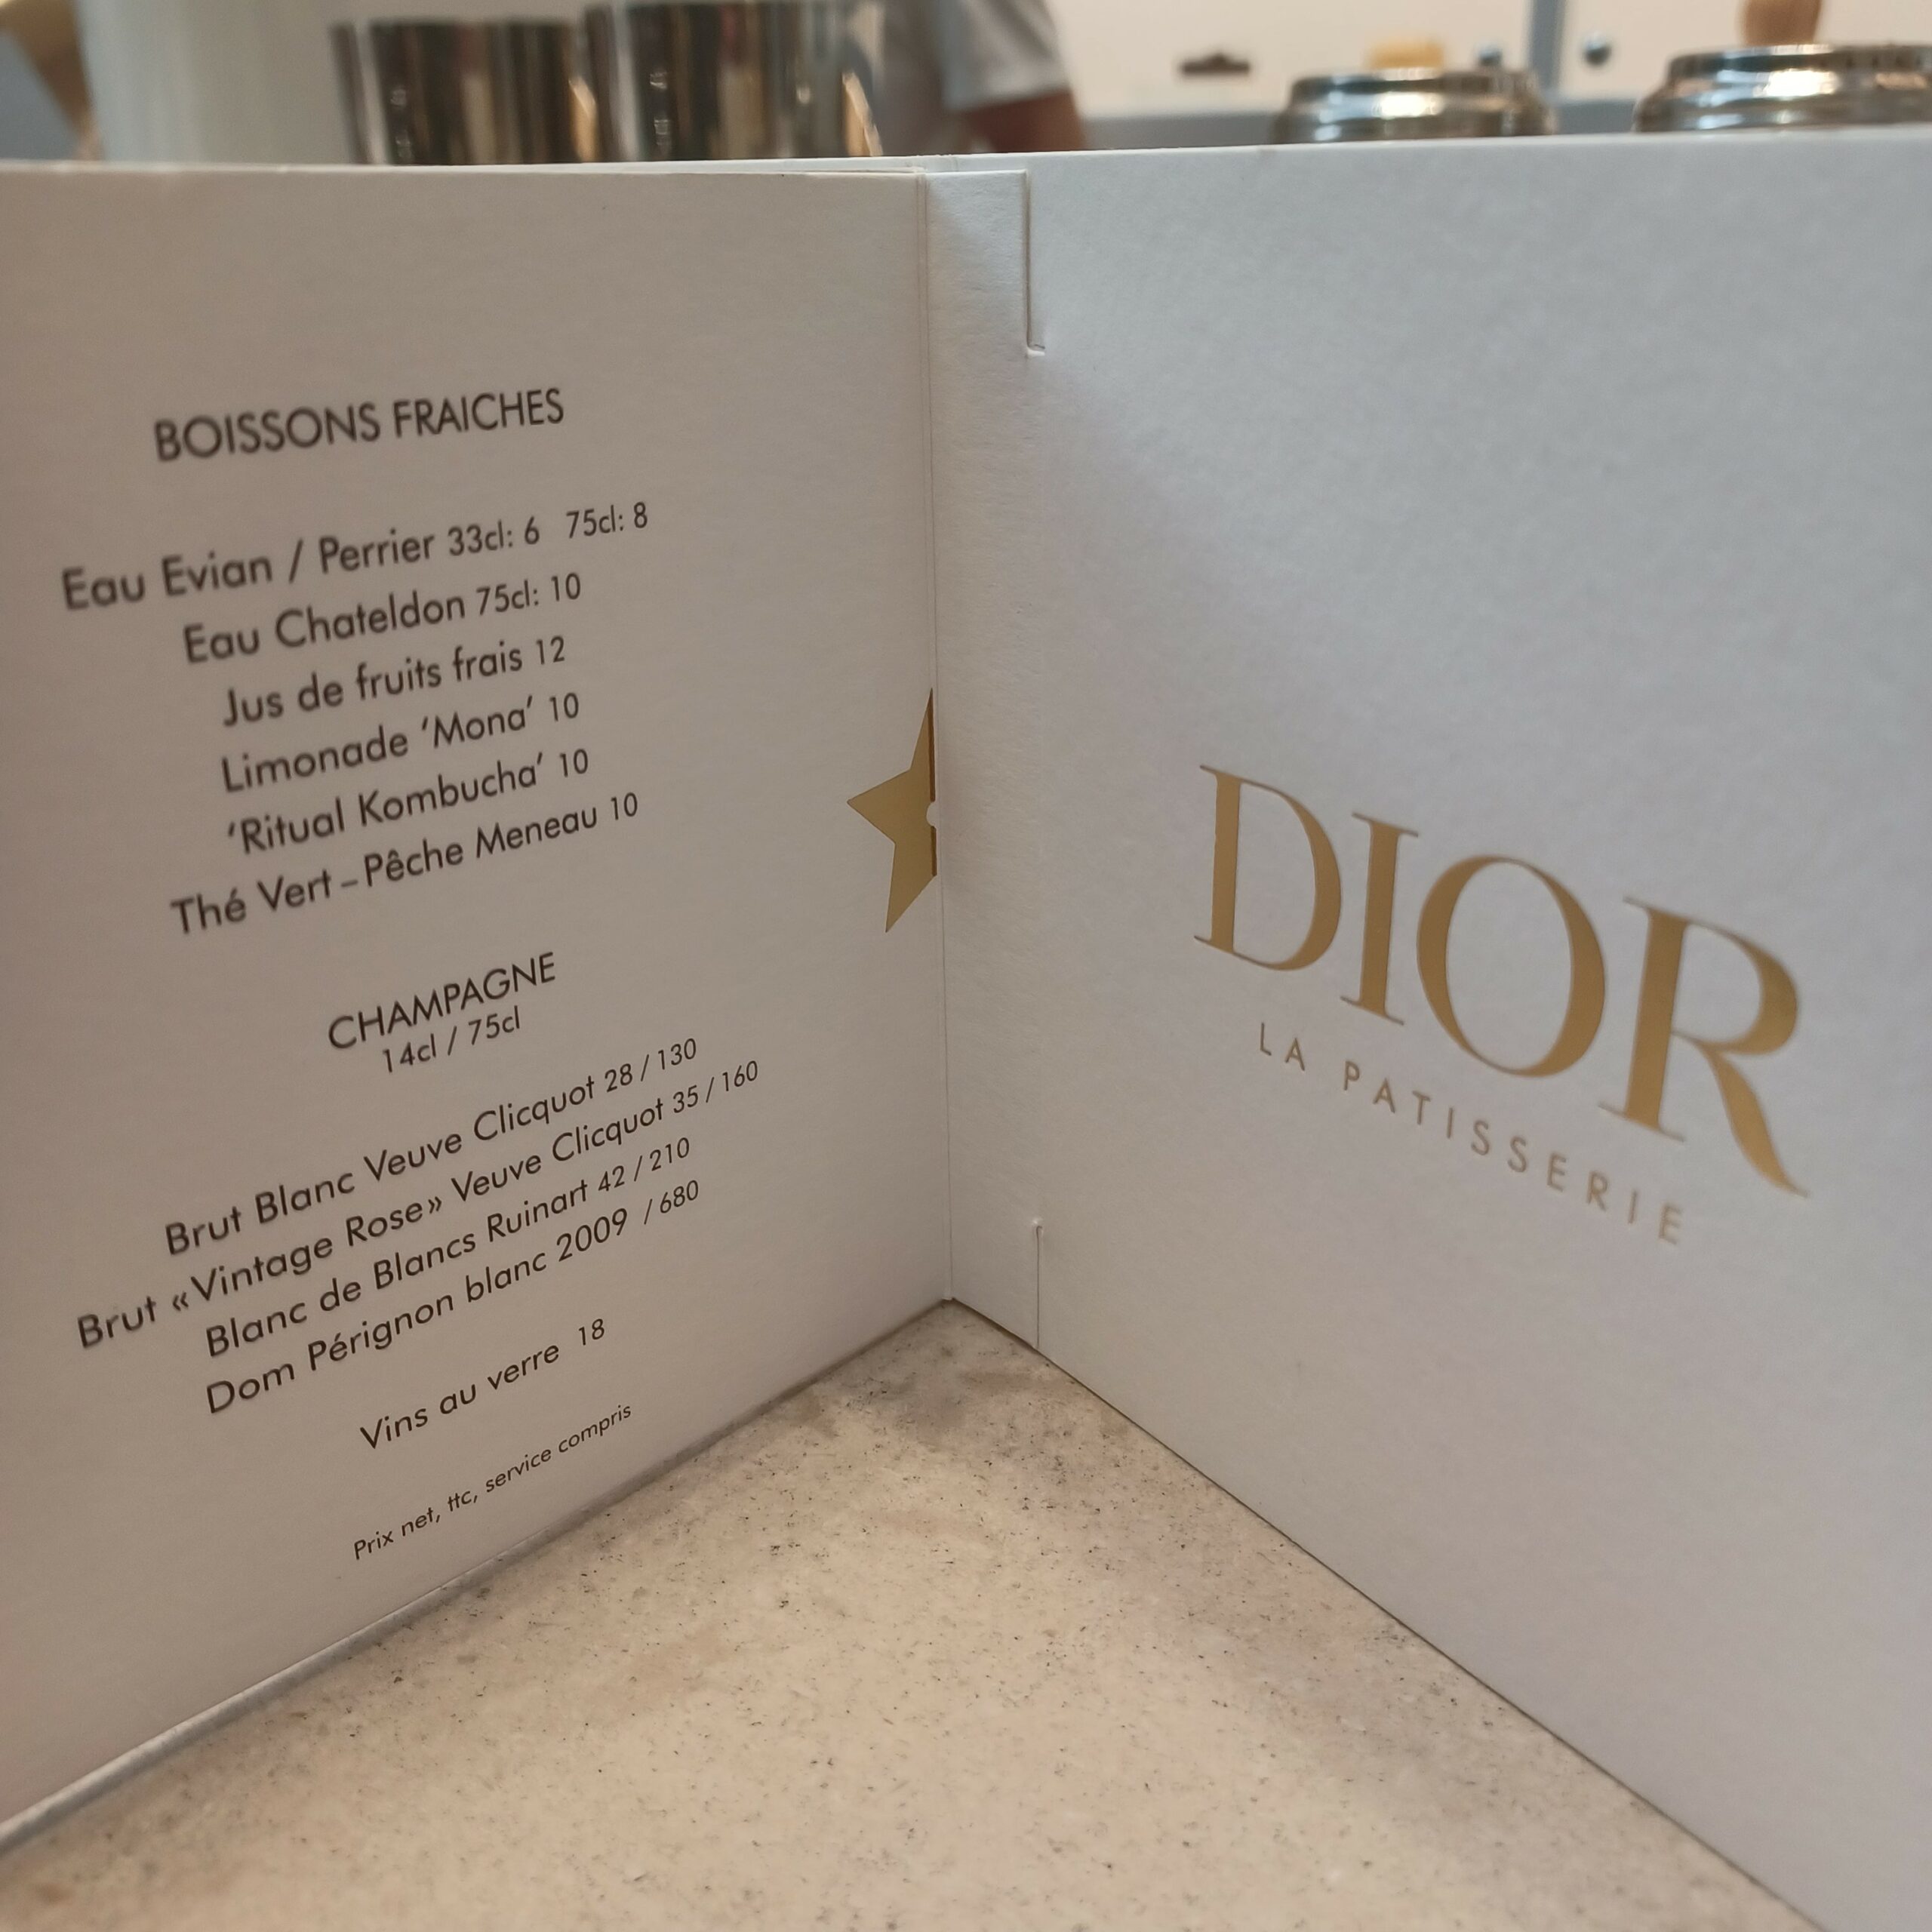 BOISSONS FRAICHES
Eau Evian / Perrier 33cl: 6 75cl: 8
Eau Chateldon 75cl: 10
Jus de fruits frais 12
Limonade ‘Mona’ 10
‘Ritual Kombucha’ 10
Thé Vert – Pêche Meneau 10
CHAMPAGNE
14cl / 75cl
Brut Blanc Veuve Clicquot 28 / 130
Brut «Vintage Rose» Veuve Clicquot 35 / 160
Blanc de Blancs Ruinart 42 / 210
Dom Pérignon blanc 2009 / 680
Vins au verre 18
Prix net, ttc, service compris
DIOR
LA PATISSERIE